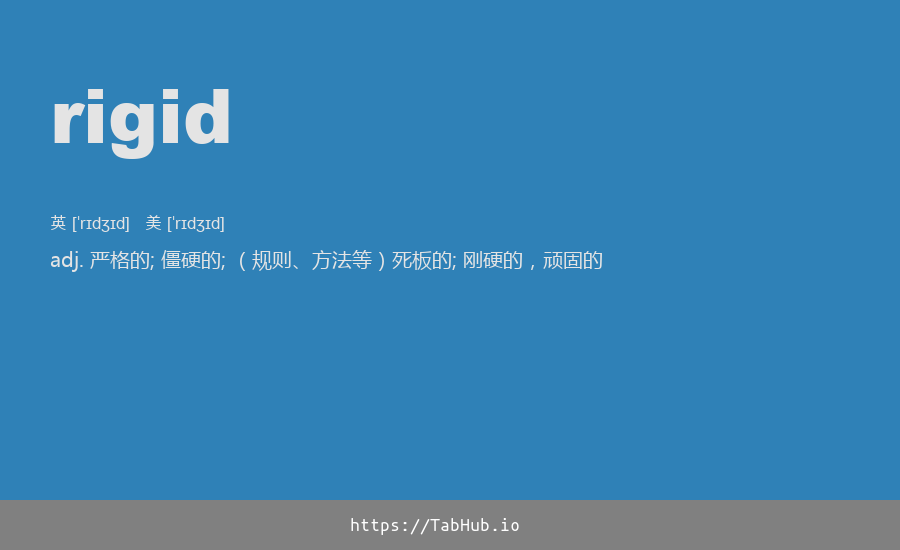 rigid
英 [ˈrɪdʒɪd] 美 [ˈrɪdʒɪd]
adj. 严格的; 僵硬的; （规则、方法等）死板的; 刚硬的，顽固的
https://TabHub.io